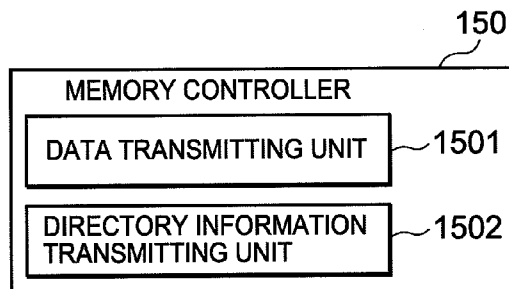 150
MEMORY CONTROLLER
DATA TRANSMITTING UNIT
1501
DIRECTORY INFORMATION
TRANSMITTING UNIT
1502